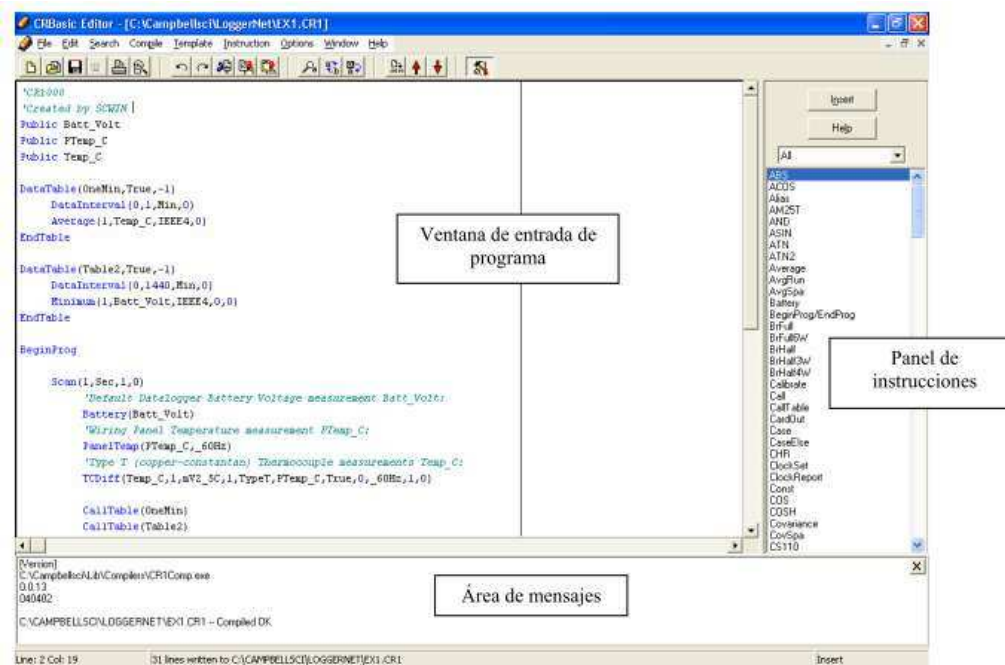 CRBasic Editor - [C:\Campbellsci\LoggerNet\EX1.CR1]
File Edit Search Compile Template Instruction Options Window Help
'CR1000
'Created by SCWIN
Public Batt_Volt
Public PTemp_C
Public Temp_C
DataTable(OneMin,True,-1)
DataInterval(0,1,Min,0)
Average(1,Temp_C,IEEE4,0)
EndTable
DataTable(Table2,True,-1)
DataInterval(0,1440,Min,0)
Minimum(1,Batt_Volt,IEEE4,0,0)
EndTable
BeginProg
Scan(1,Sec,1,0)
'Default Datalogger Battery Voltage measurement Batt_Volt:
Battery(Batt_Volt)
'Wiring Panel Temperature measurement PTemp_C:
PanelTemp(PTemp_C,_60Hz)
'Type T (copper-constantan) Thermocouple measurements Temp_C:
TCDiff(Temp_C,1,mV2_5C,1,TypeT,PTemp_C,True,0,_60Hz,1,0)
CallTable(OneMin)
CallTable(Table2)
Ventana de entrada de
programa
Insert
Help
All
ABS
ACOS
Alias
AM25T
AND
ASIN
ATN
ATN2
Average
AvgRun
AvgSpa
Battery
BeginProg/EndProg
BrFull
BrFull6W
BrHalf
BrHalf3W
BrHalf4W
Calibrate
Call
CallTable
CardOut
Case
CaseElse
CHR
ClockSet
ClockReport
Const
COS
COSH
Covariance
CovSpa
CS110
Panel de
instrucciones
[Version]
C:\Campbellsci\Lib\Compilers\CR1Comp.exe
0.0.13
040402
C:\CAMPBELLSCI\LOGGERNET\EX1.CR1 -- Compiled OK.
Área de mensajes
Line: 2 Col: 19
31 lines written to C:\CAMPBELLSCI\LOGGERNET\EX1.CR1
Insert